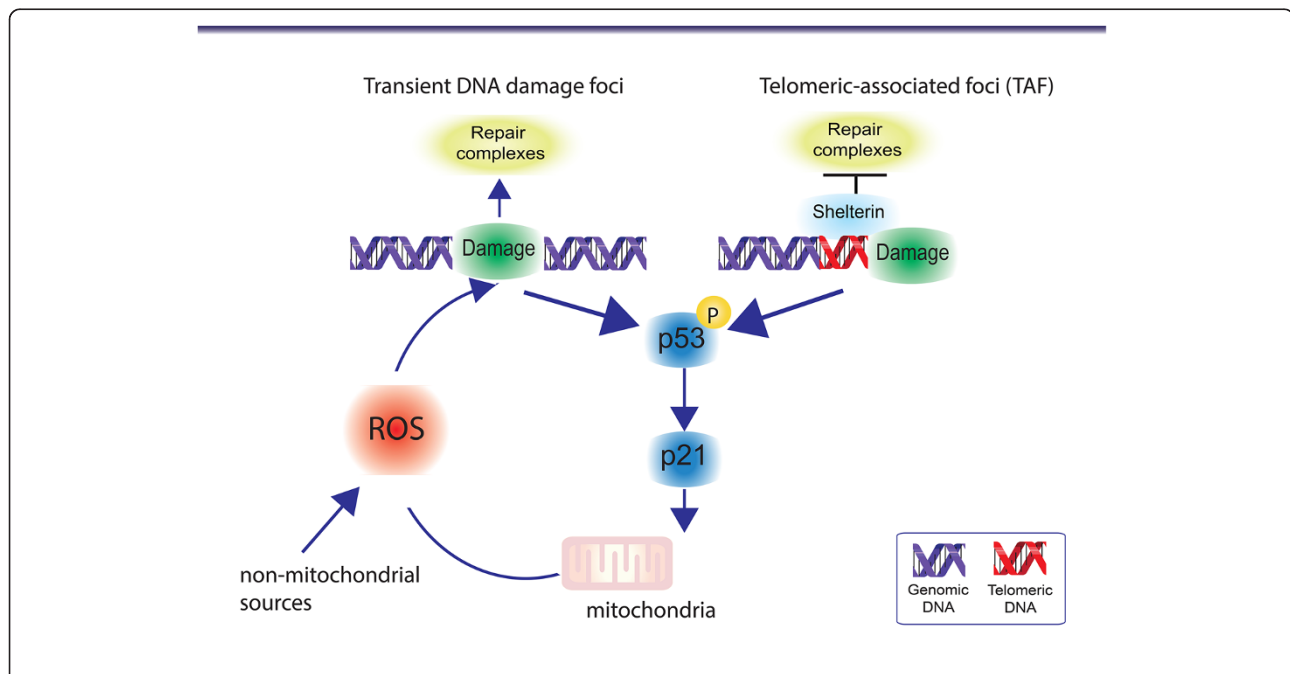 Transient DNA damage foci
Telomeric-associated foci (TAF)
Repair
complexes
Repair
complexes
Shelterin
Damage
Damage
P
p53
ROS
p21
non-mitochondrial
sources
mitochondria
Genomic
DNA
Telomeric
DNA